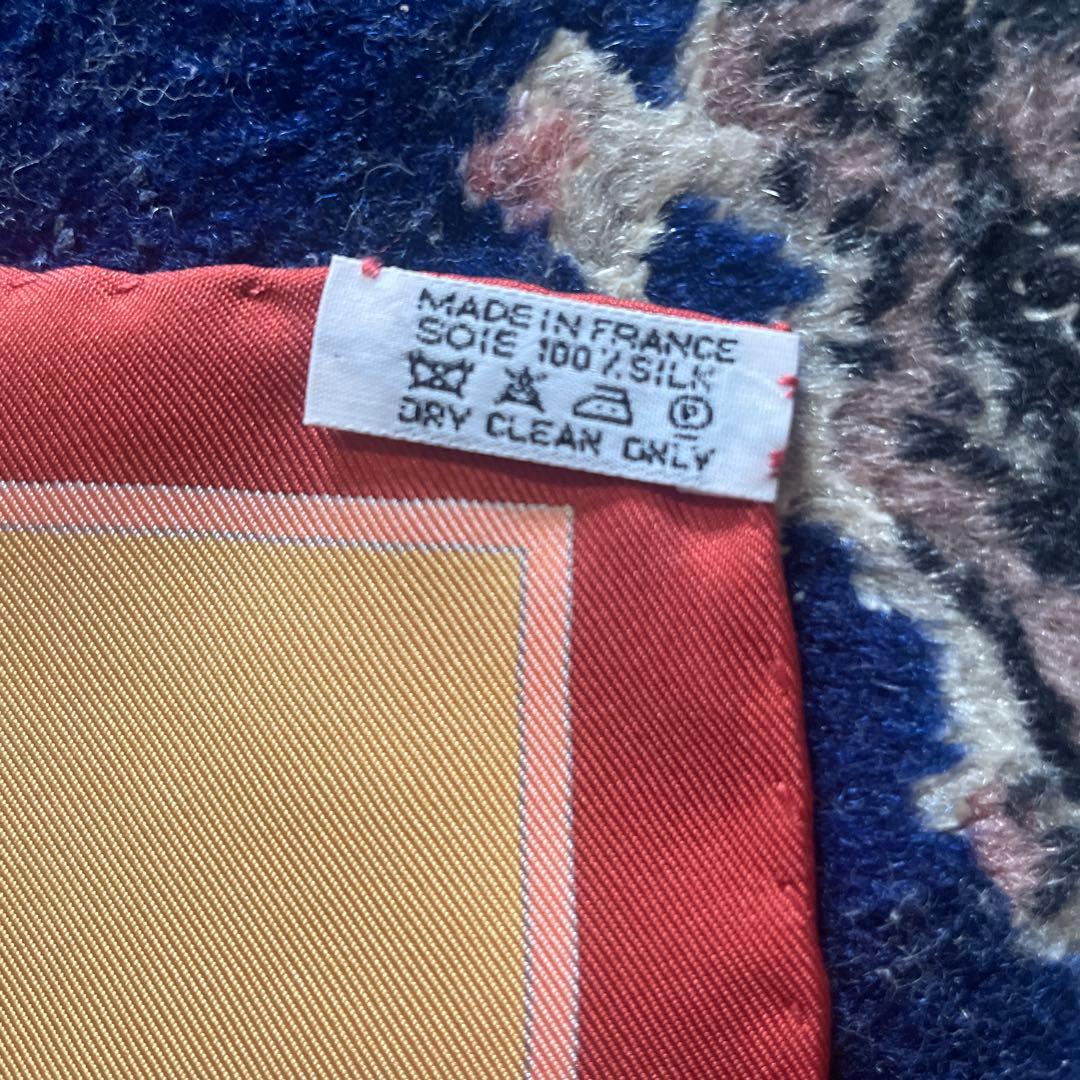 MADE IN FRANCE
SOIE 100% SILK
P
DRY CLEAN ONLY